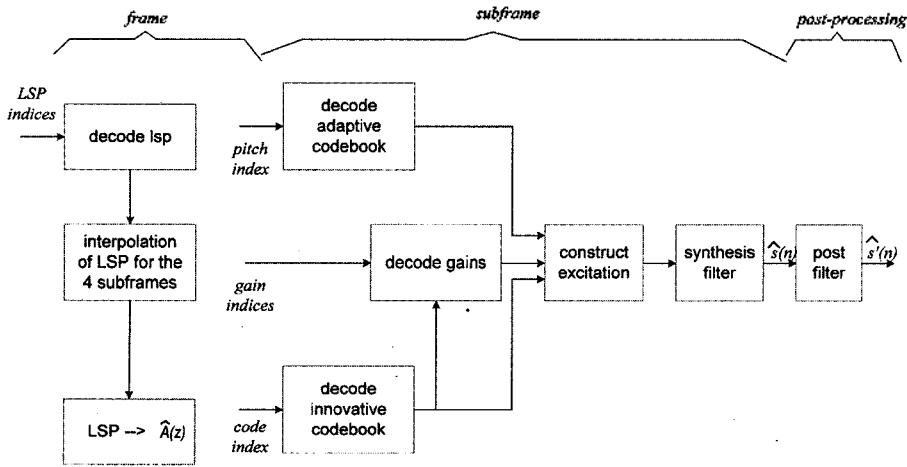 frame
subframe
post-processing
LSP
indices
decode lsp
interpolation
of LSP for the
4 subframes
LSP --> Â(z)
pitch
index
decode
adaptive
codebook
gain
indices
decode gains
code
index
decode
innovative
codebook
construct
excitation
synthesis
filter
ŝ(n)
post
filter
ŝ'(n)